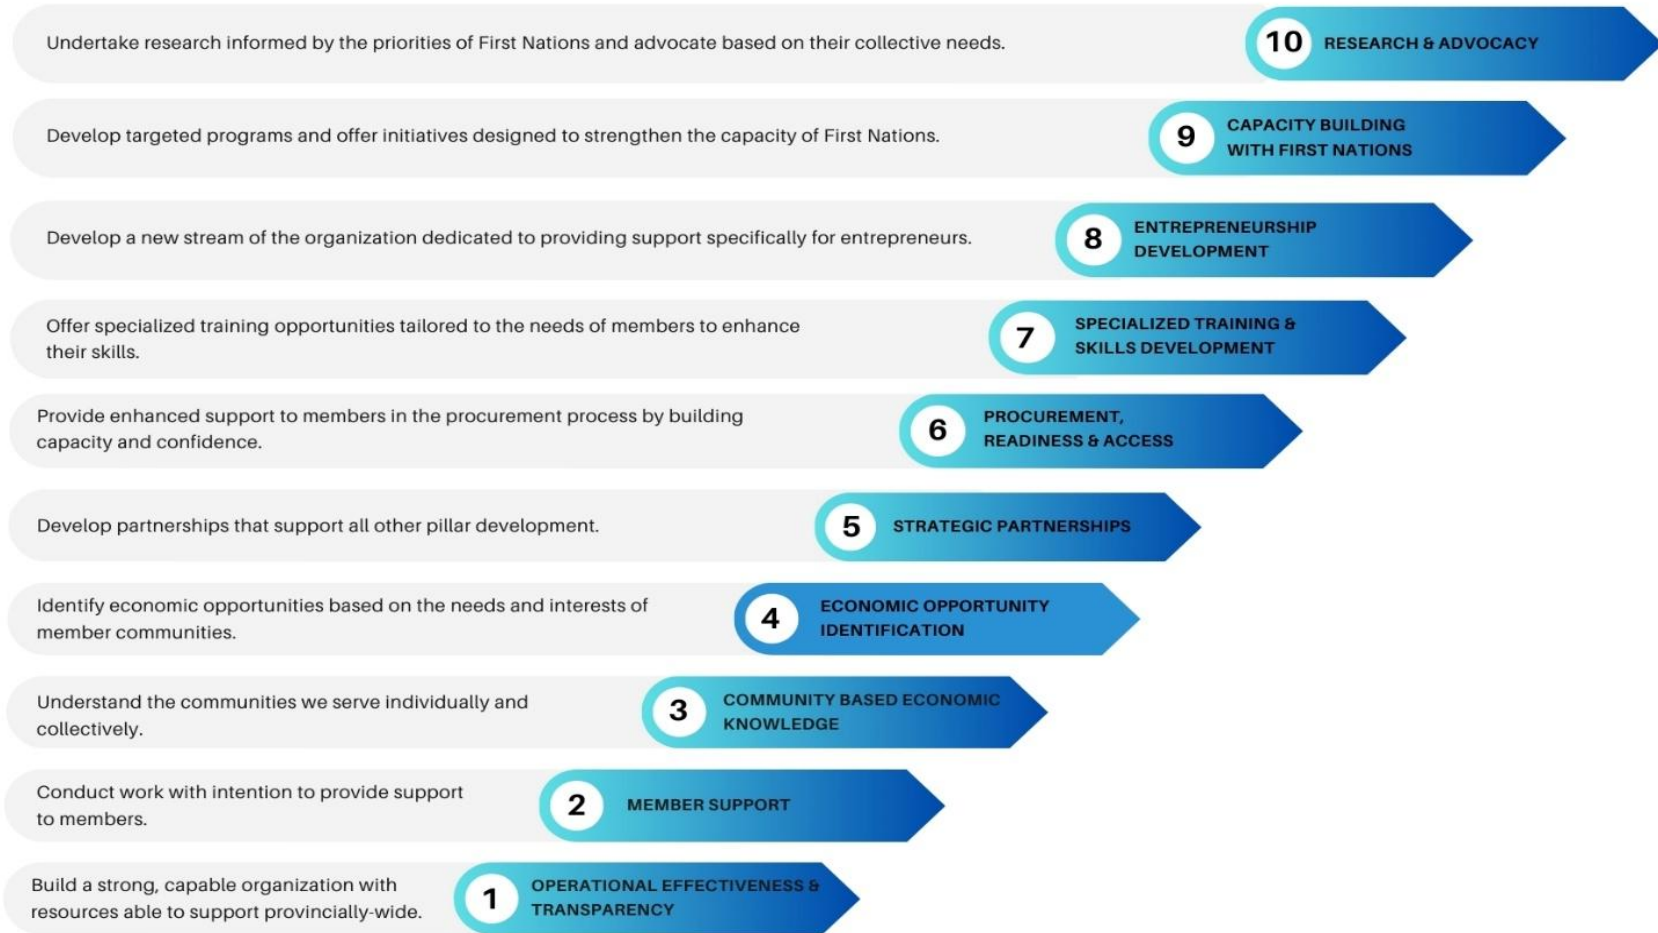 Undertake research informed by the priorities of First Nations and advocate based on their collective needs.
10
RESEARCH & ADVOCACY
Develop targeted programs and offer initiatives designed to strengthen the capacity of First Nations.
9
CAPACITY BUILDING
WITH FIRST NATIONS
Develop a new stream of the organization dedicated to providing support specifically for entrepreneurs.
8
ENTREPRENEURSHIP
DEVELOPMENT
Offer specialized training opportunities tailored to the needs of members to enhance
their skills.
7
SPECIALIZED TRAINING &
SKILLS DEVELOPMENT
Provide enhanced support to members in the procurement process by building
capacity and confidence.
6
PROCUREMENT,
READINESS & ACCESS
Develop partnerships that support all other pillar development.
5
STRATEGIC PARTNERSHIPS
Identify economic opportunities based on the needs and interests of
member communities.
4
ECONOMIC OPPORTUNITY
IDENTIFICATION
Understand the communities we serve individually and
collectively.
3
COMMUNITY BASED ECONOMIC
KNOWLEDGE
Conduct work with intention to provide support
to members.
2
MEMBER SUPPORT
Build a strong, capable organization with
resources able to support provincially-wide.
1
OPERATIONAL EFFECTIVENESS &
TRANSPARENCY